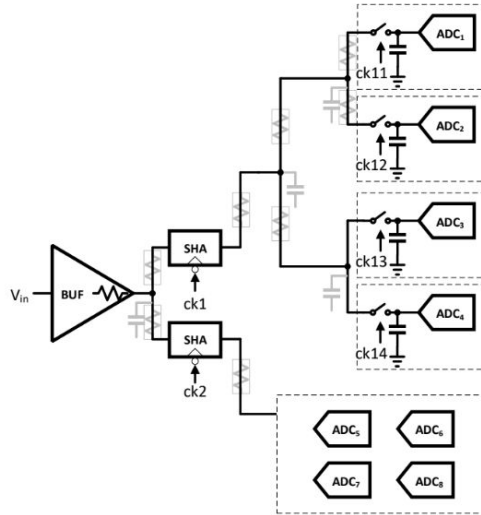 ADC₁
ck11
ADC₂
ck12
SHA
ADC₃
ck13
ck1
BUF
Vin
ADC₄
SHA
ck14
ck2
ADC₅ ADC₆
ADC₇ ADC₈